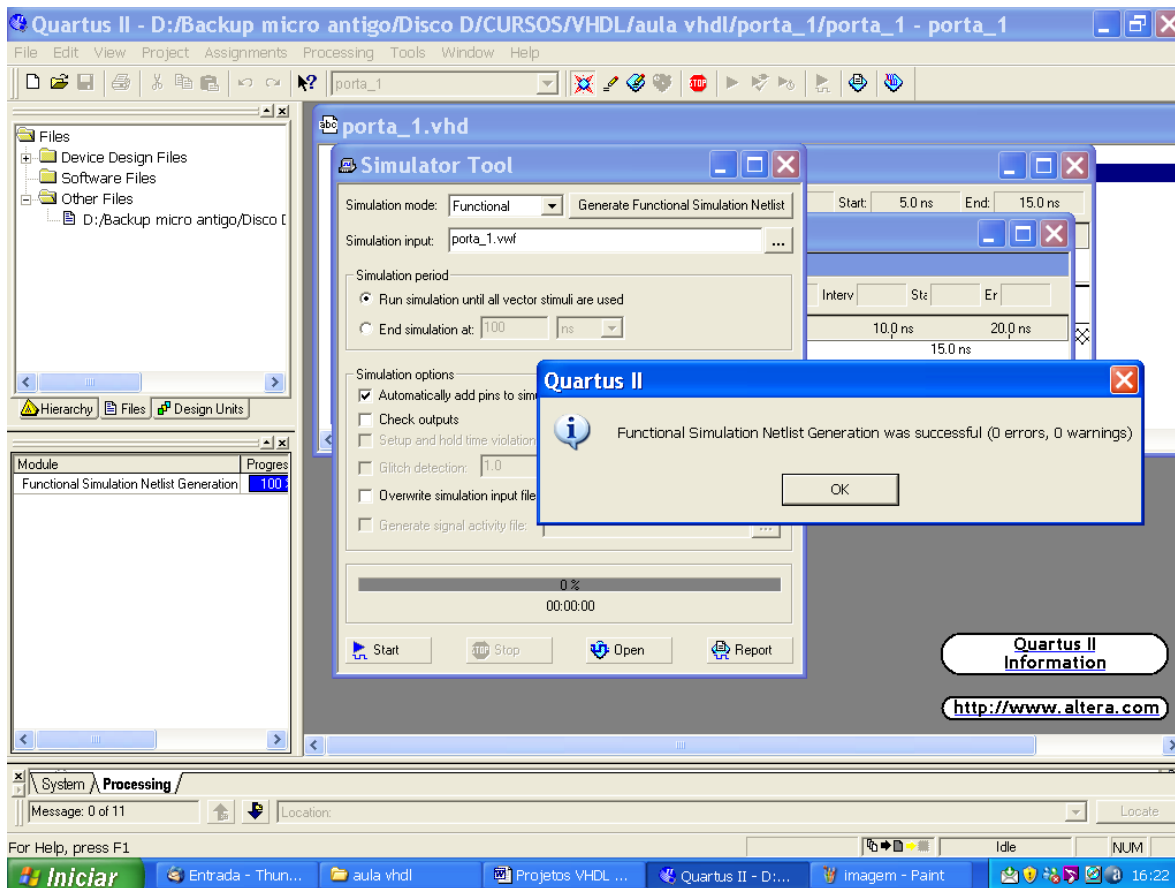 Quartus II - D:/Backup micro antigo/Disco D/CURSOS/VHDL/aula vhdl/porta_1/porta_1 - porta_1
File Edit View Project Assignments Processing Tools Window Help
porta_1
Files
Device Design Files
Software Files
Other Files
D:/Backup micro antigo/Disco D
Hierarchy Files Design Units
Module Progres
Functional Simulation Netlist Generation 100 %
porta_1.vhd
Simulator Tool
Simulation mode: Functional Generate Functional Simulation Netlist
Simulation input: porta_1.vwf ...
Simulation period
Run simulation until all vector stimuli are used
End simulation at: 100 ns
Simulation options
Automatically add pins to sim
Check outputs
Setup and hold time violation
Glitch detection: 1.0
Overwrite simulation input file
Generate signal activity file: ...
0 %
00:00:00
Start Stop Open Report
Start: 5.0 ns End: 15.0 ns
Interv Sta Er
10.0 ns 20.0 ns
15.0 ns
Quartus II
Functional Simulation Netlist Generation was successful (0 errors, 0 warnings)
OK
Quartus II
Information
http://www.altera.com
System Processing
Message: 0 of 11 Location: Locate
For Help, press F1 Idle NUM
Iniciar Entrada - Thun... aula vhdl Projetos VHDL ... Quartus II - D:... imagem - Paint 16:22